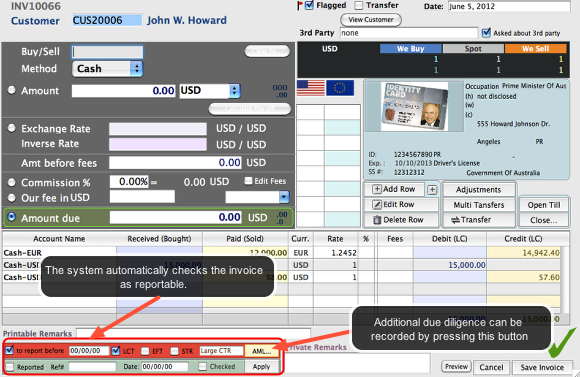 INV10066
Flagged Transfer Date: June 5, 2012
Customer CUS20006 John W. Howard
View Customer
3rd Party none Asked about 3rd party
Buy/Sell
Method Cash
Amount 0.00 USD 000 .00
Exchange Rate USD / USD
Inverse Rate USD / USD
Amt before fees 0.00 USD
Commission % 0.00% = 0.00 USD Edit Fees
Our fee in USD
Amount due 0.00 USD .00 .0
USD We Buy Spot We Sell
1 1 1
1 1 1
IDENTITY CARD
Occupation Prime Minister Of Aus
(h) not disclosed
(w)
(c)
555 Howard Johnson Dr.
Angeles PR
ID: 1234567890 PR -
Exp. : 10/10/2013 Driver's License
SS #: 12312312 Government Of Australia
Add Row Adjustments
Edit Row Multi Tansfers Open Till
Delete Row Transfer Close...
Account Name Received (Bought) Paid (Sold) Curr. Rate % Fees Debit (LC) Credit (LC)
Cash-EUR 12,000.00 EUR 1.2452 14,942.40
Cash-USD 15,000.00 USD 1 15,000.00
Cash-US 58.00 USD 1 57.60
The system automatically checks the invoice
as reportable.
Additional due diligence can be
recorded by pressing this button
Printable Remarks Private Remarks
to report before 00/00/00 LCT EFT STR Large CTR AML...
Reported Ref# Date: 00/00/00 Checked Apply
Preview Cancel Save Invoice